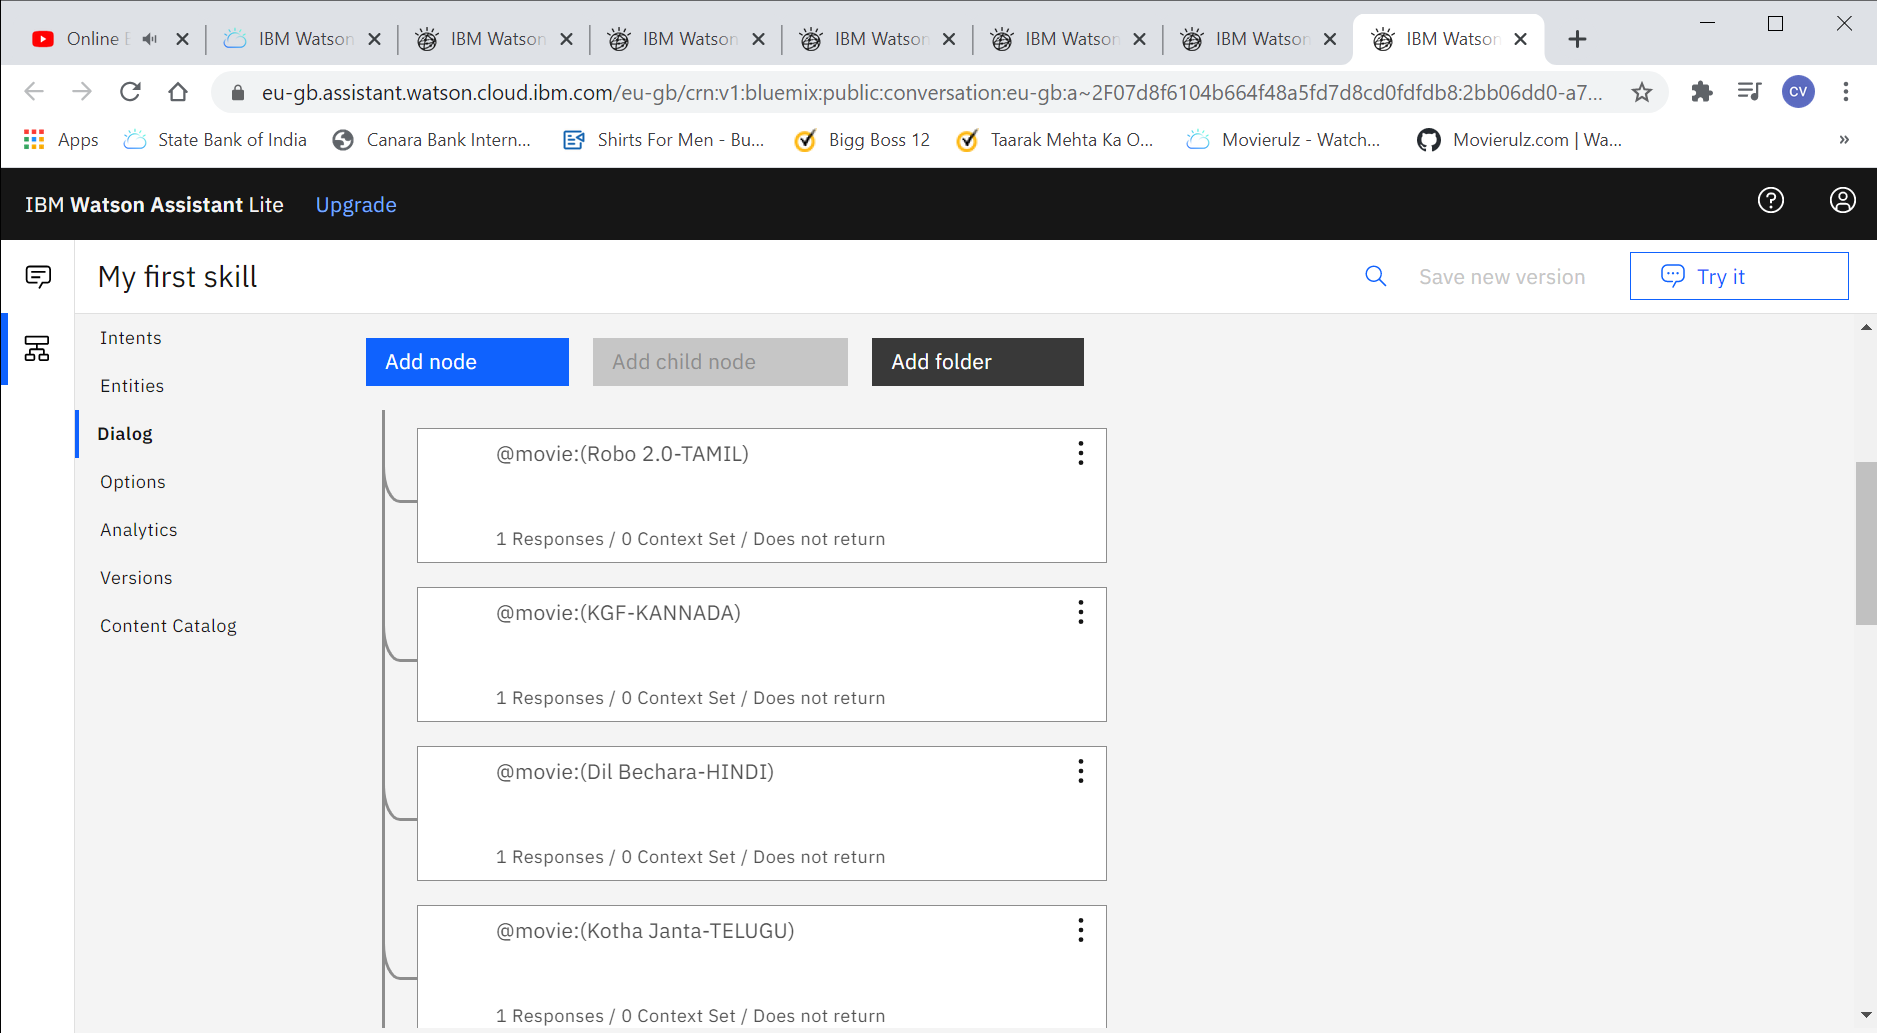 Online IBM Watson IBM Watson IBM Watson IBM Watson IBM Watson IBM Watson IBM Watson
eu-gb.assistant.watson.cloud.ibm.com/eu-gb/crn:v1:bluemix:public:conversation:eu-gb:a~2F07d8f6104b664f48a5fd7d8cd0fdfdb8:2bb06dd0-a7... CV
Apps State Bank of India Canara Bank Intern... Shirts For Men - Bu... Bigg Boss 12 Taarak Mehta Ka O... Movierulz - Watch... Movierulz.com | Wa... »
IBM Watson Assistant Lite Upgrade
My first skill Save new version Try it
Intents
Entities
Dialog
Options
Analytics
Versions
Content Catalog
Add node Add child node Add folder
@movie:(Robo 2.0-TAMIL)
1 Responses / 0 Context Set / Does not return
@movie:(KGF-KANNADA)
1 Responses / 0 Context Set / Does not return
@movie:(Dil Bechara-HINDI)
1 Responses / 0 Context Set / Does not return
@movie:(Kotha Janta-TELUGU)
1 Responses / 0 Context Set / Does not return